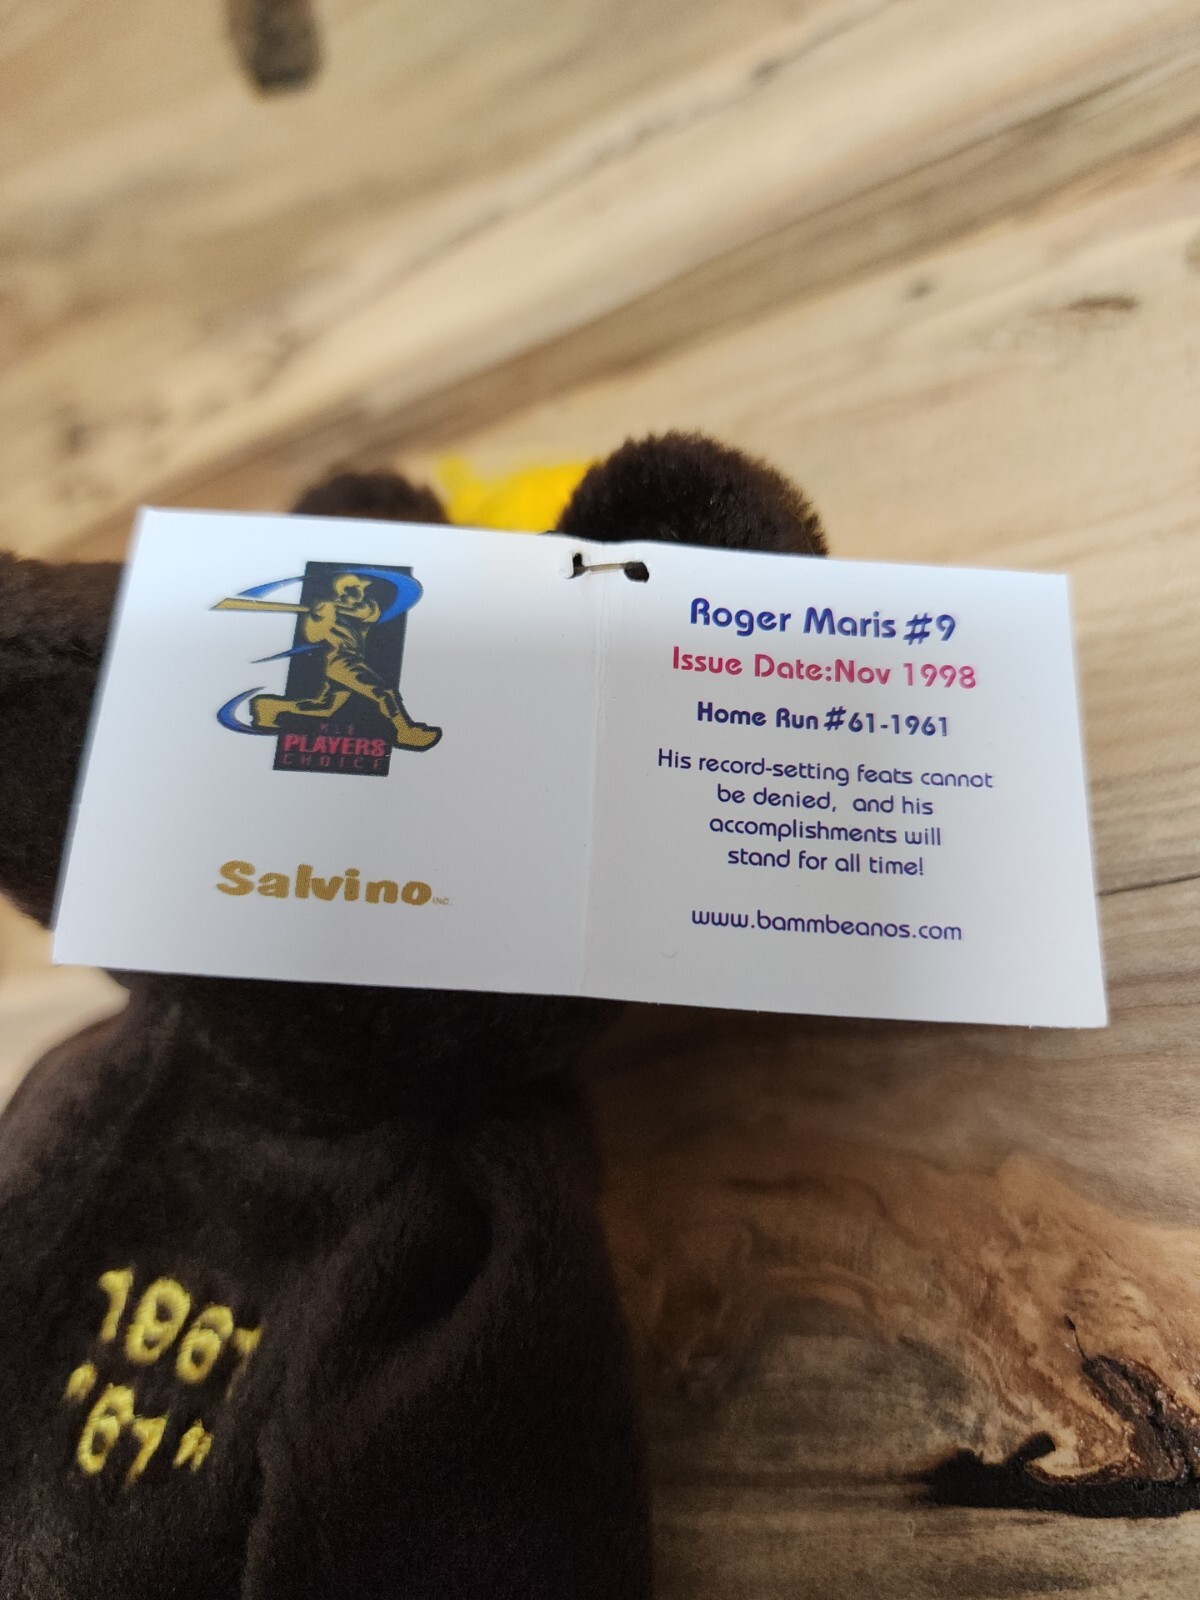 MLB
PLAYERS
CHOICE
Salvino INC.
Roger Maris #9
Issue Date:Nov 1998
Home Run #61-1961
His record-setting feats cannot
be denied, and his
accomplishments will
stand for all time!
www.bammbeanos.com
1961
"61"